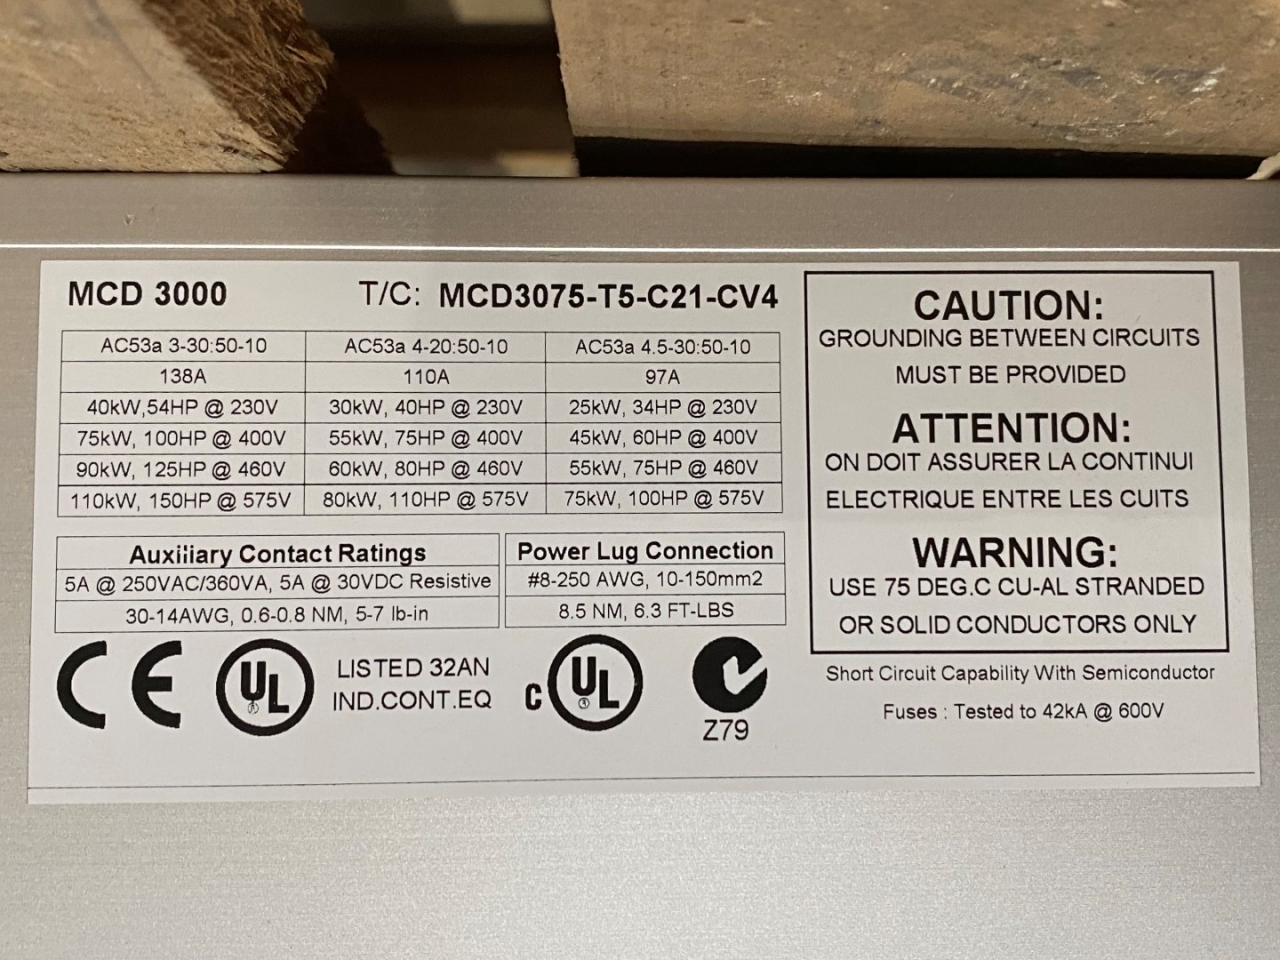 MCD 3000 T/C: MCD3075-T5-C21-CV4
AC53a 3-30:50-10 AC53a 4-20:50-10 AC53a 4.5-30:50-10
138A 110A 97A
40kW,54HP @ 230V 30kW, 40HP @ 230V 25kW, 34HP @ 230V
75kW, 100HP @ 400V 55kW, 75HP @ 400V 45kW, 60HP @ 400V
90kW, 125HP @ 460V 60kW, 80HP @ 460V 55kW, 75HP @ 460V
110kW, 150HP @ 575V 80kW, 110HP @ 575V 75kW, 100HP @ 575V
Auxiliary Contact Ratings
5A @ 250VAC/360VA, 5A @ 30VDC Resistive
30-14AWG, 0.6-0.8 NM, 5-7 lb-in
Power Lug Connection
#8-250 AWG, 10-150mm2
8.5 NM, 6.3 FT-LBS
CE
UL
LISTED 32AN
IND.CONT.EQ
C UL
Z79
CAUTION:
GROUNDING BETWEEN CIRCUITS
MUST BE PROVIDED
ATTENTION:
ON DOIT ASSURER LA CONTINUI
ELECTRIQUE ENTRE LES CUITS
WARNING:
USE 75 DEG.C CU-AL STRANDED
OR SOLID CONDUCTORS ONLY
Short Circuit Capability With Semiconductor
Fuses : Tested to 42kA @ 600V